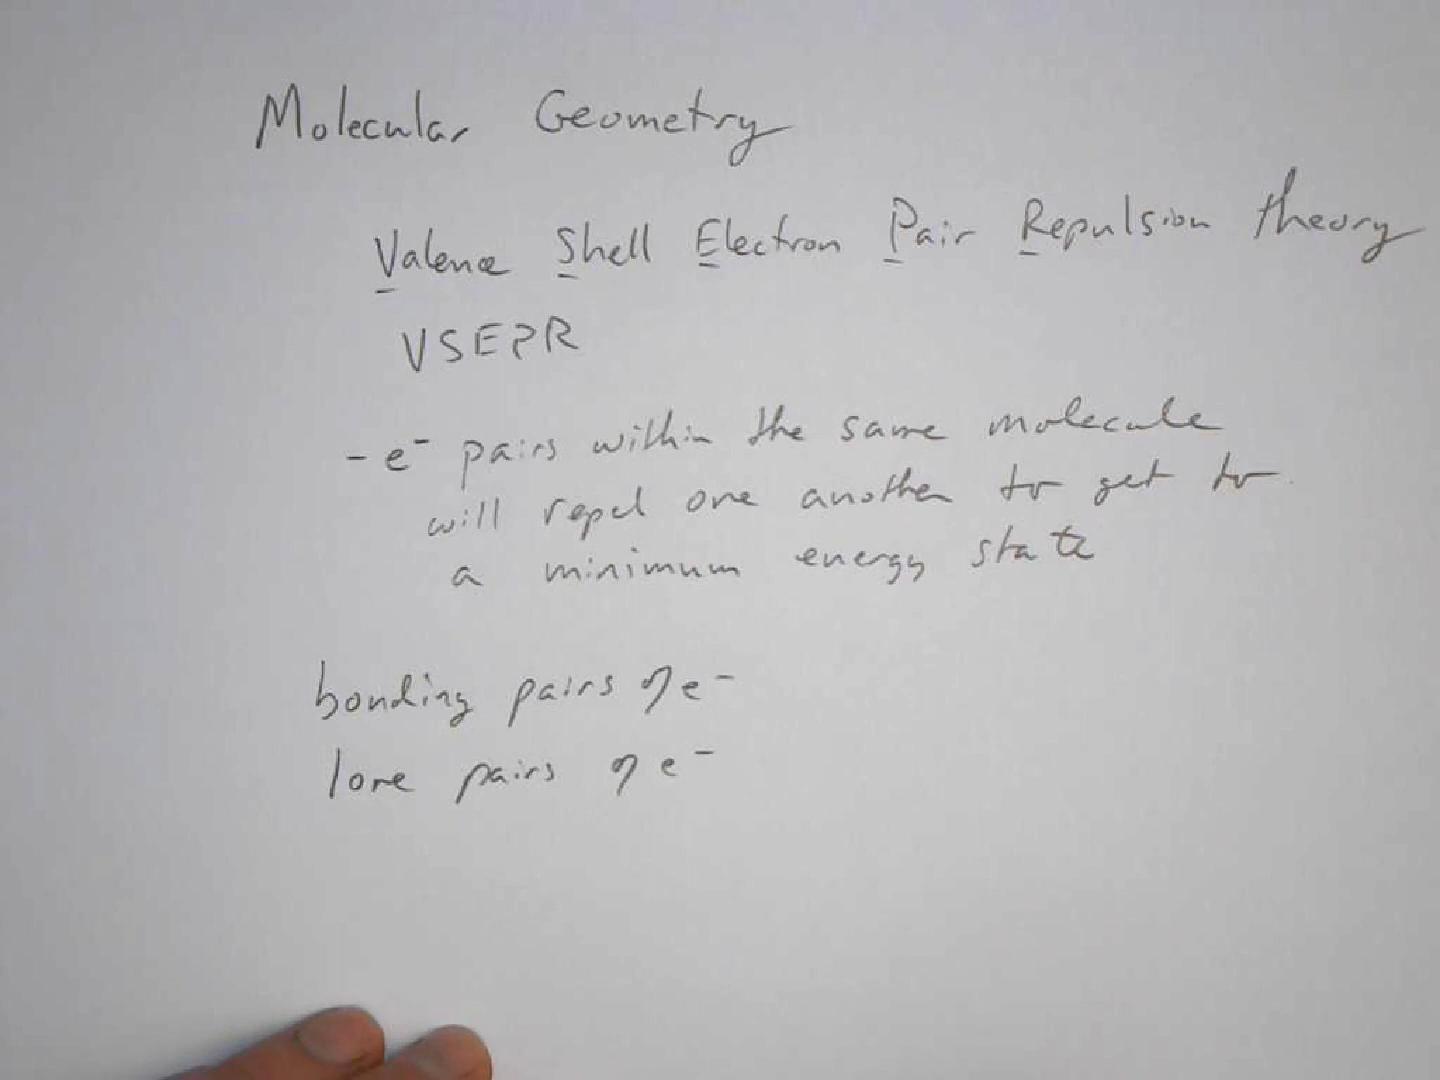 Molecular Geometry
Valence Shell Electron Pair Repulsion theory
VSEPR
- e⁻ pairs within the same molecule
will repel one another to get to
a minimum energy state
bonding pairs of e⁻
lone pairs of e⁻